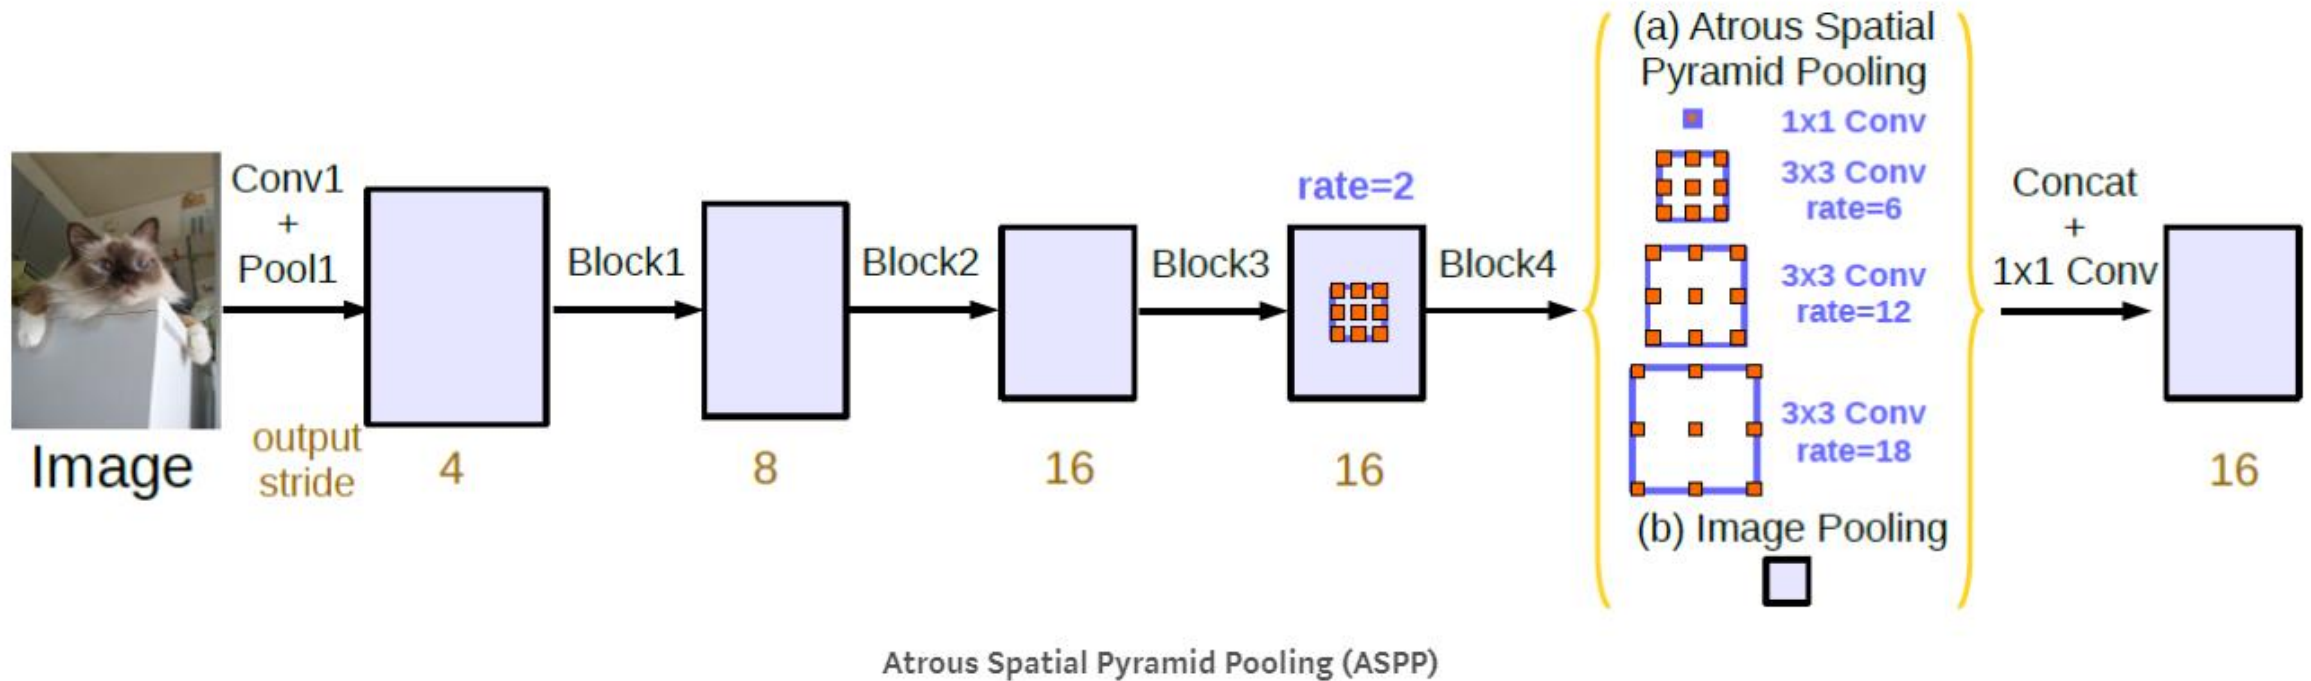 Image
Conv1
+
Pool1
output
stride
4
Block1
8
Block2
16
Block3
rate=2
16
Block4
(a) Atrous Spatial
Pyramid Pooling
1x1 Conv
3x3 Conv
rate=6
3x3 Conv
rate=12
3x3 Conv
rate=18
(b) Image Pooling
Concat
+
1x1 Conv
16
Atrous Spatial Pyramid Pooling (ASPP)